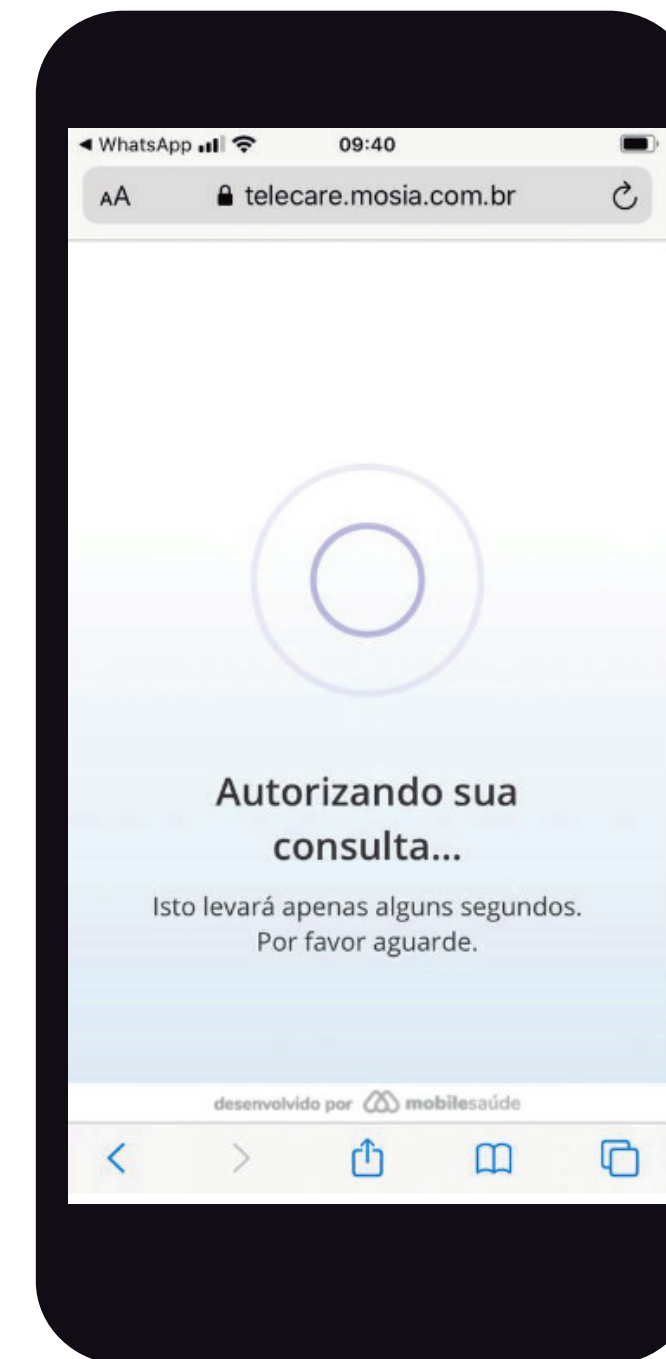 WhatsApp
09:40
AA
telecare.mosia.com.br
Autorizando sua
consulta...
Isto levará apenas alguns segundos.
Por favor aguarde.
desenvolvido por mobilesaúde